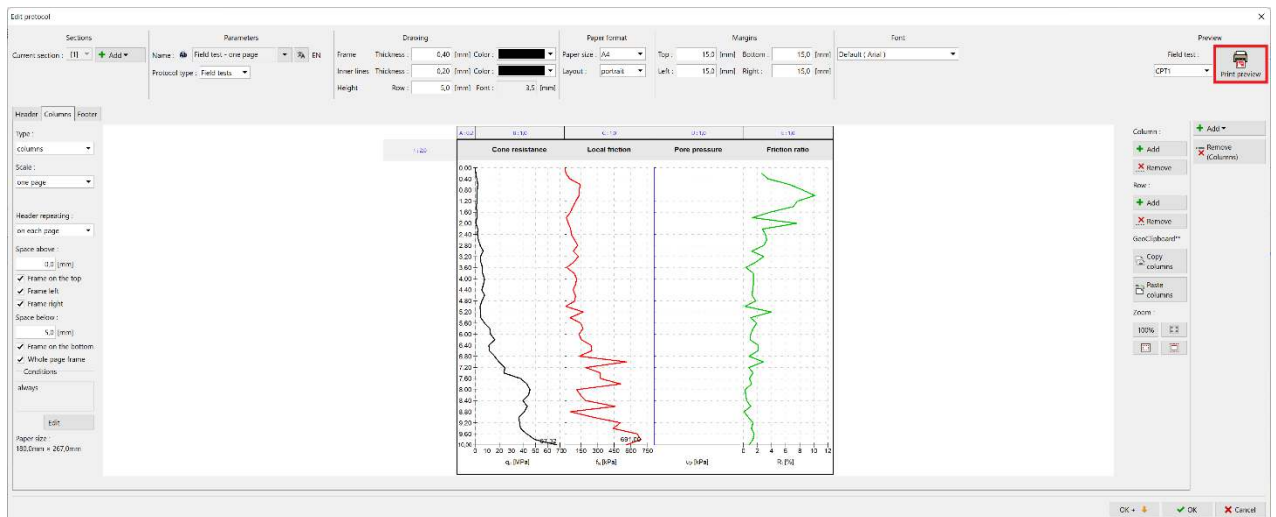 Edit protocol
Sections
Parameters
Drawing
Paper format
Margins
Font
Preview
Current section : [1] Add
Name : Field test - one page EN
Protocol type : Field tests
Frame Thickness : 0,40 [mm] Color :
Inner lines Thickness : 0,20 [mm] Color :
Height Row : 5,0 [mm] Font : 3,5 [mm]
Paper size : A4
Layout : portrait
Top : 15,0 [mm] Bottom : 15,0 [mm]
Left : 15,0 [mm] Right : 15,0 [mm]
Default ( Arial )
Field test :
CPT1
Print preview
Header Columns Footer
Type :
columns
Scale :
one page
Header repeating :
on each page
Space above :
0,0 [mm]
Frame on the top
Frame left
Frame right
Space below :
5,0 [mm]
Frame on the bottom
Whole page frame
Conditions
always
Edit
Paper size :
180,0mm × 267,0mm
Cone resistance Local friction Pore pressure Friction ratio
0.00
0.40
0.80
1.20
1.60
2.00
2.40
2.80
3.20
3.60
4.00
4.40
4.80
5.20
5.60
6.00
6.40
6.80
7.20
7.60
8.00
8.40
8.80
9.20
9.60
10.00
691,00
0 10 20 30 40 50 60 70
0 150 300 450 600 750
0 2 4 6 8 10 12
[MPa] [kPa] [kPa] [%]
Column :
Add
Remove
Row :
Add
Remove
GeoClipboard™
Copy columns
Paste columns
Zoom :
100%
Add
Remove (Columns)
OK + OK Cancel